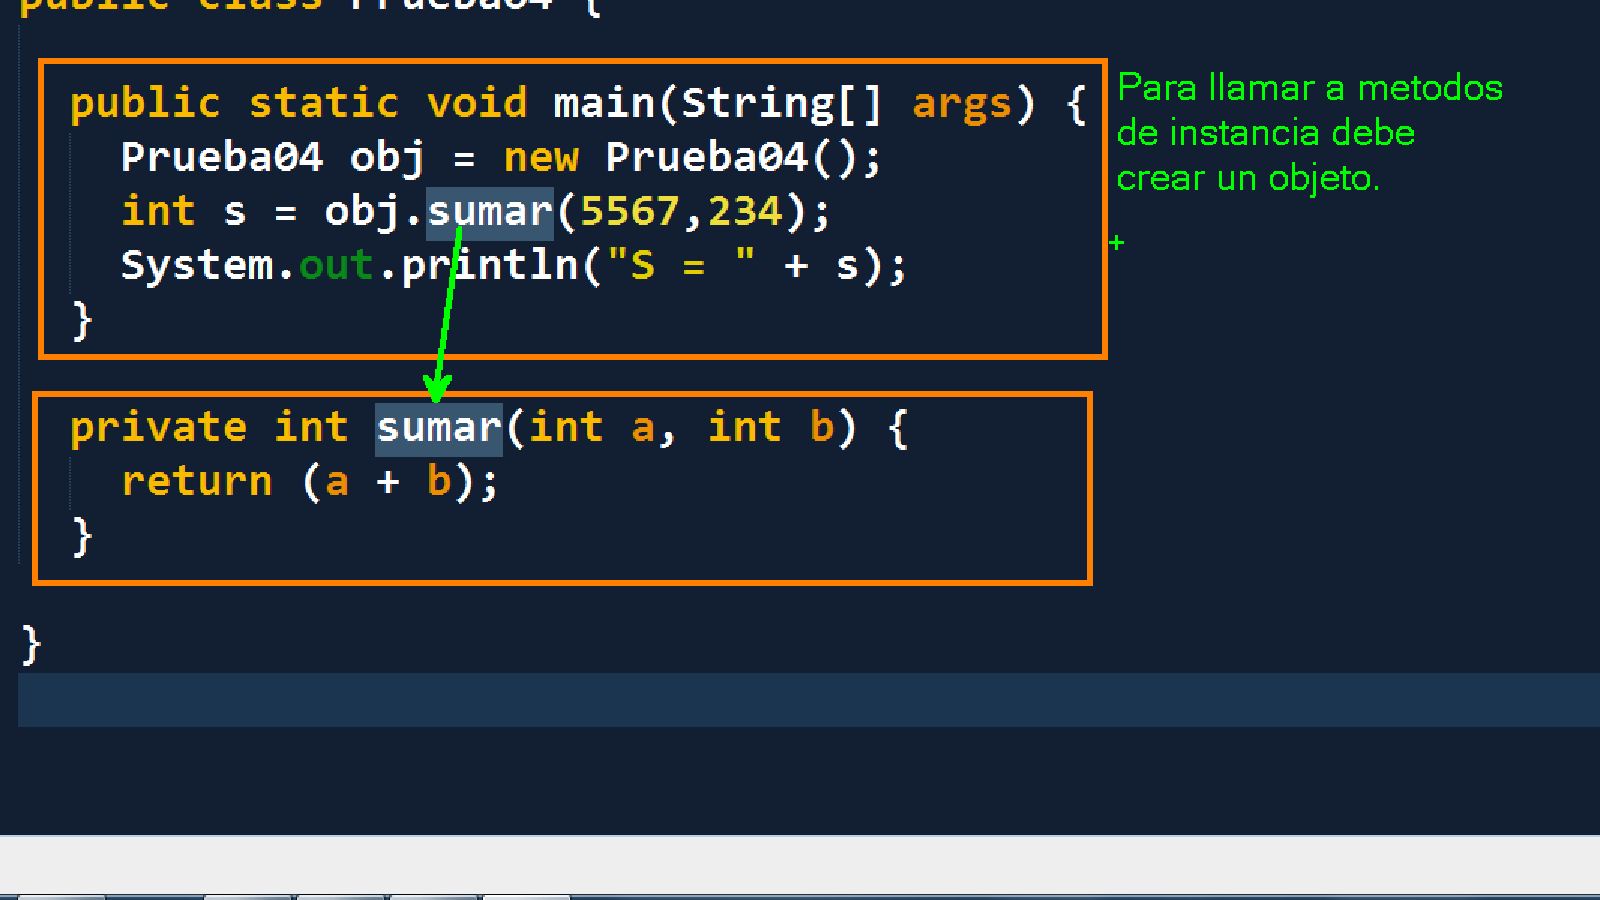 public class Prueba04 {
public static void main(String[] args) {
Prueba04 obj = new Prueba04();
int s = obj.sumar(5567,234);
System.out.println("S = " + s);
}
private int sumar(int a, int b) {
return (a + b);
}
}
Para llamar a metodos
de instancia debe
crear un objeto.